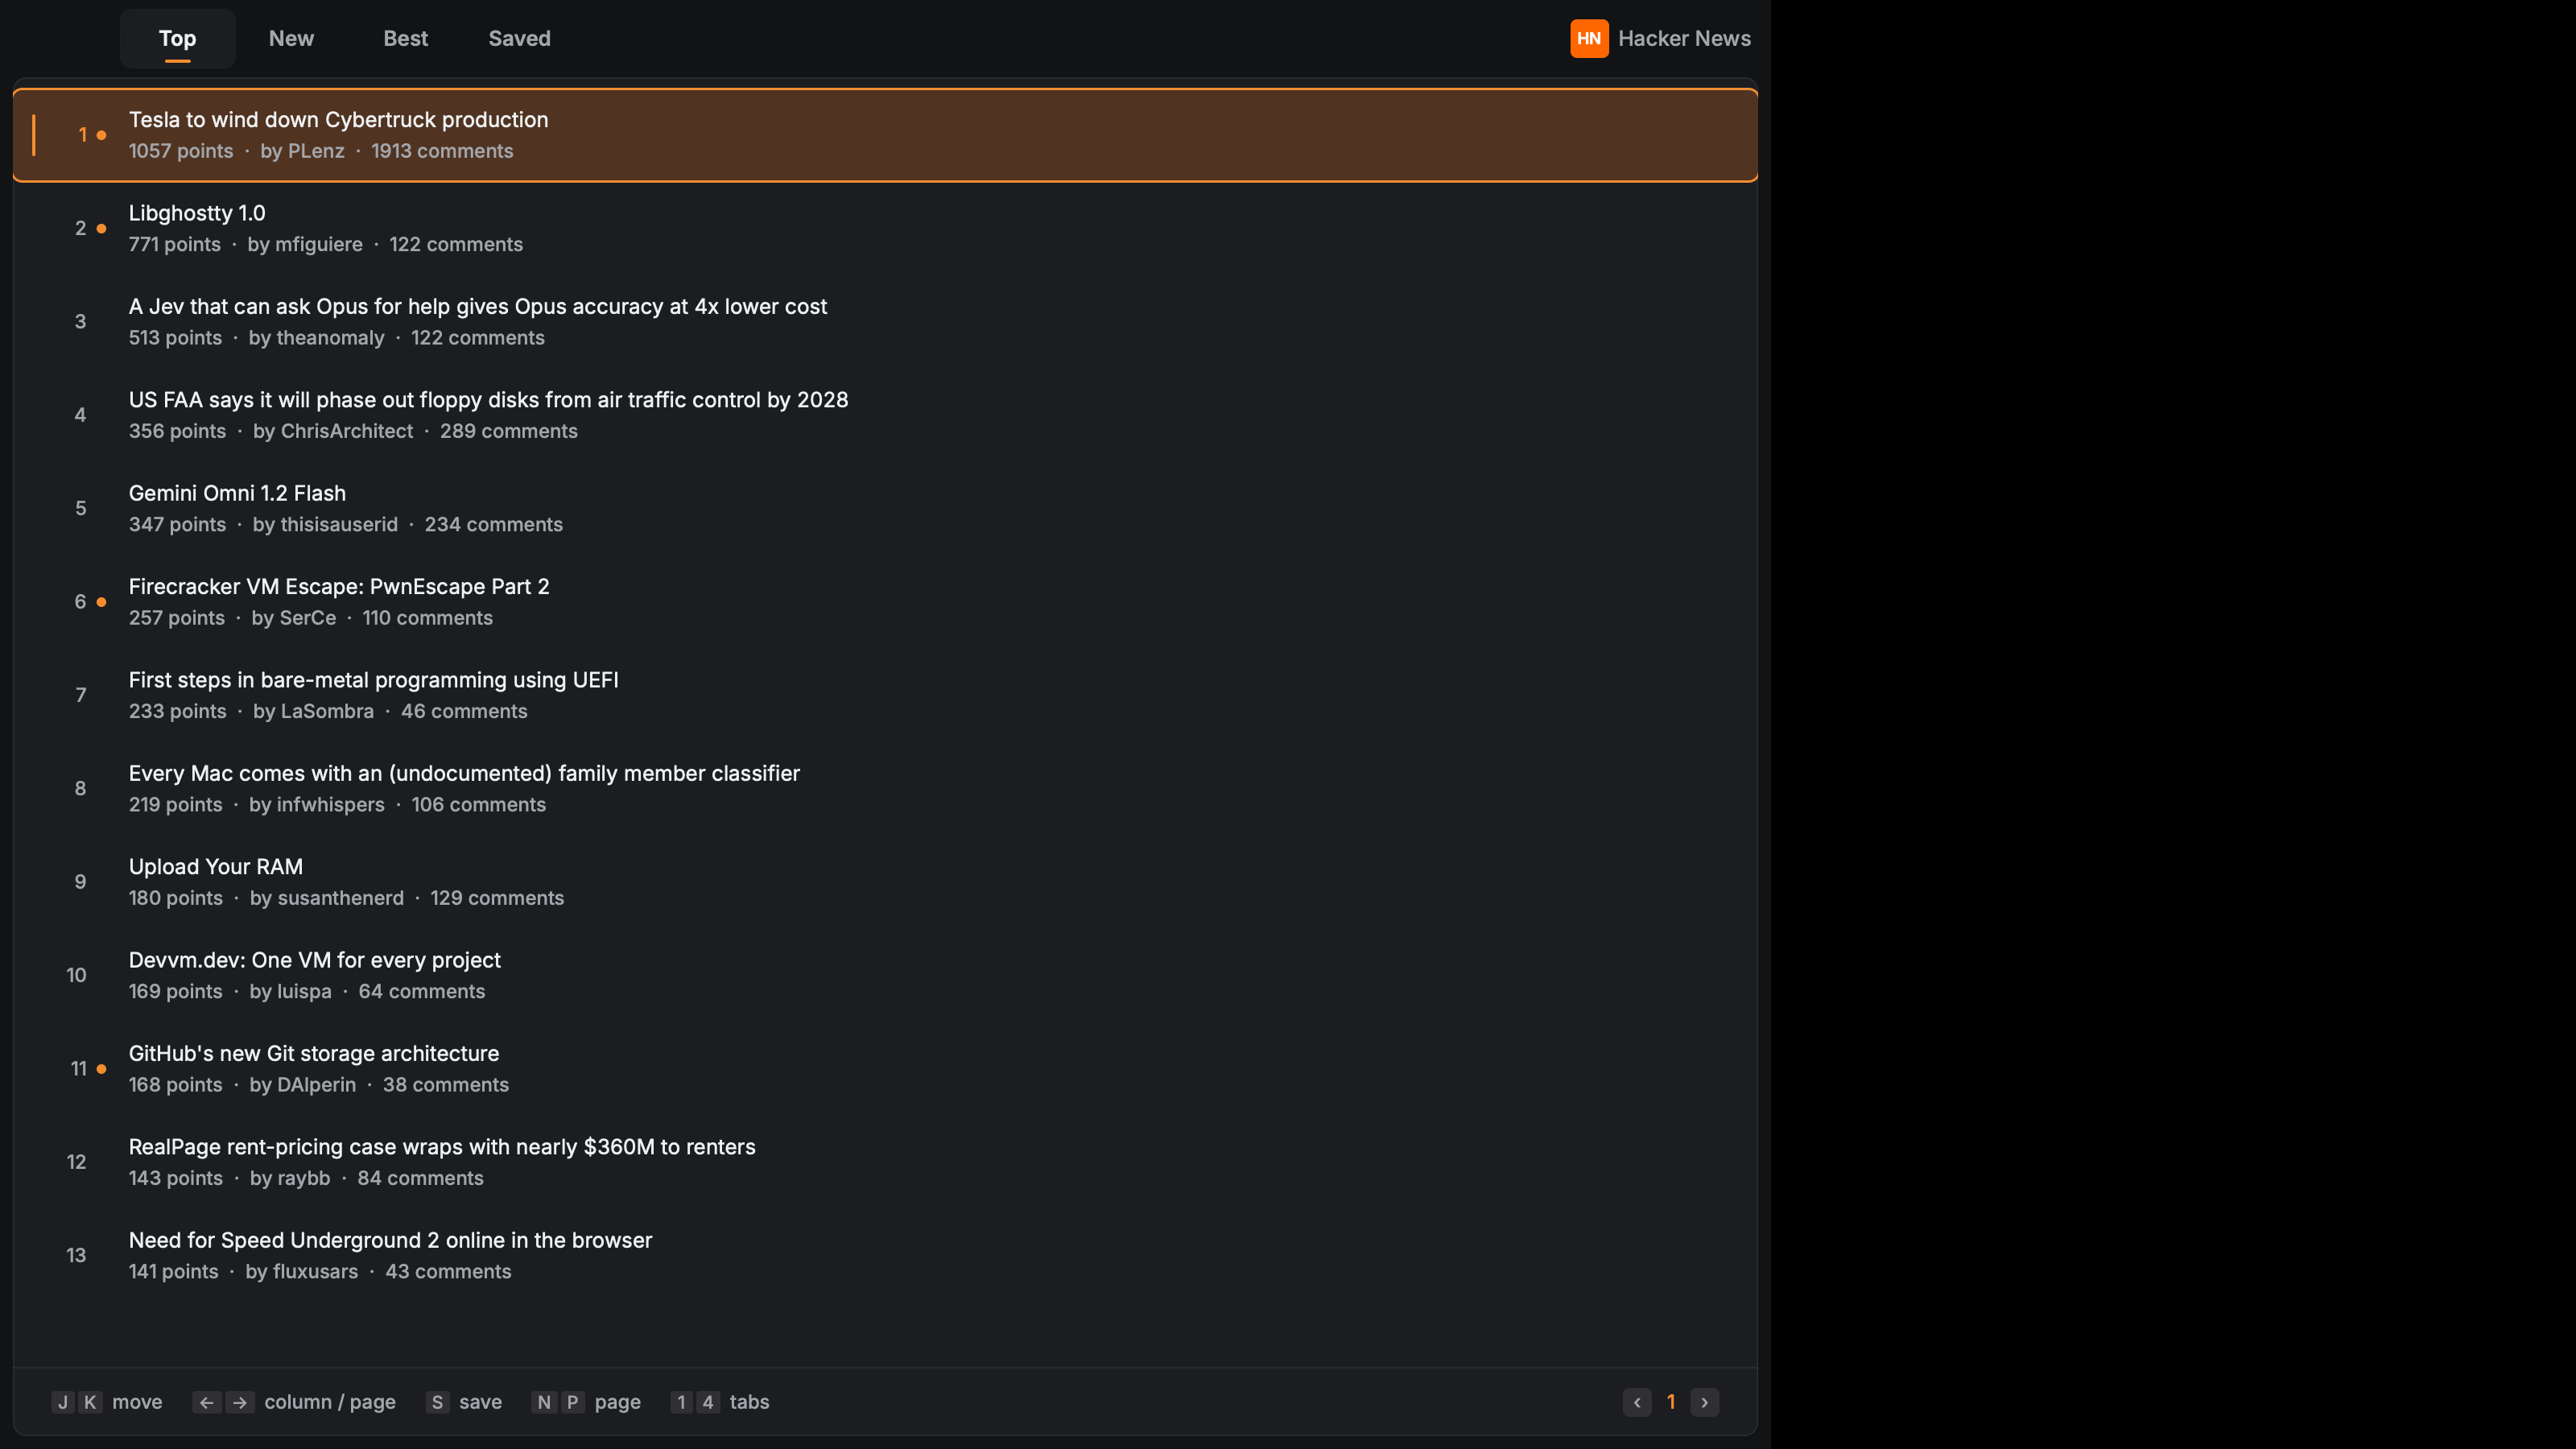 Top New Best Saved HN Hacker News
1 Tesla to wind down Cybertruck production
1057 points · by PLenz · 1913 comments
2 Libghostty 1.0
771 points · by mfiguiere · 122 comments
3 A Jev that can ask Opus for help gives Opus accuracy at 4x lower cost
513 points · by theanomaly · 122 comments
4 US FAA says it will phase out floppy disks from air traffic control by 2028
356 points · by ChrisArchitect · 289 comments
5 Gemini Omni 1.2 Flash
347 points · by thisisauserid · 234 comments
6 Firecracker VM Escape: PwnEscape Part 2
257 points · by SerCe · 110 comments
7 First steps in bare-metal programming using UEFI
233 points · by LaSombra · 46 comments
8 Every Mac comes with an (undocumented) family member classifier
219 points · by infwhispers · 106 comments
9 Upload Your RAM
180 points · by susanthenerd · 129 comments
10 Devvm.dev: One VM for every project
169 points · by luispa · 64 comments
11 GitHub's new Git storage architecture
168 points · by DAlperin · 38 comments
12 RealPage rent-pricing case wraps with nearly $360M to renters
143 points · by raybb · 84 comments
13 Need for Speed Underground 2 online in the browser
141 points · by fluxusars · 43 comments
J K move ← → column / page S save N P page 1 4 tabs ‹ 1 ›